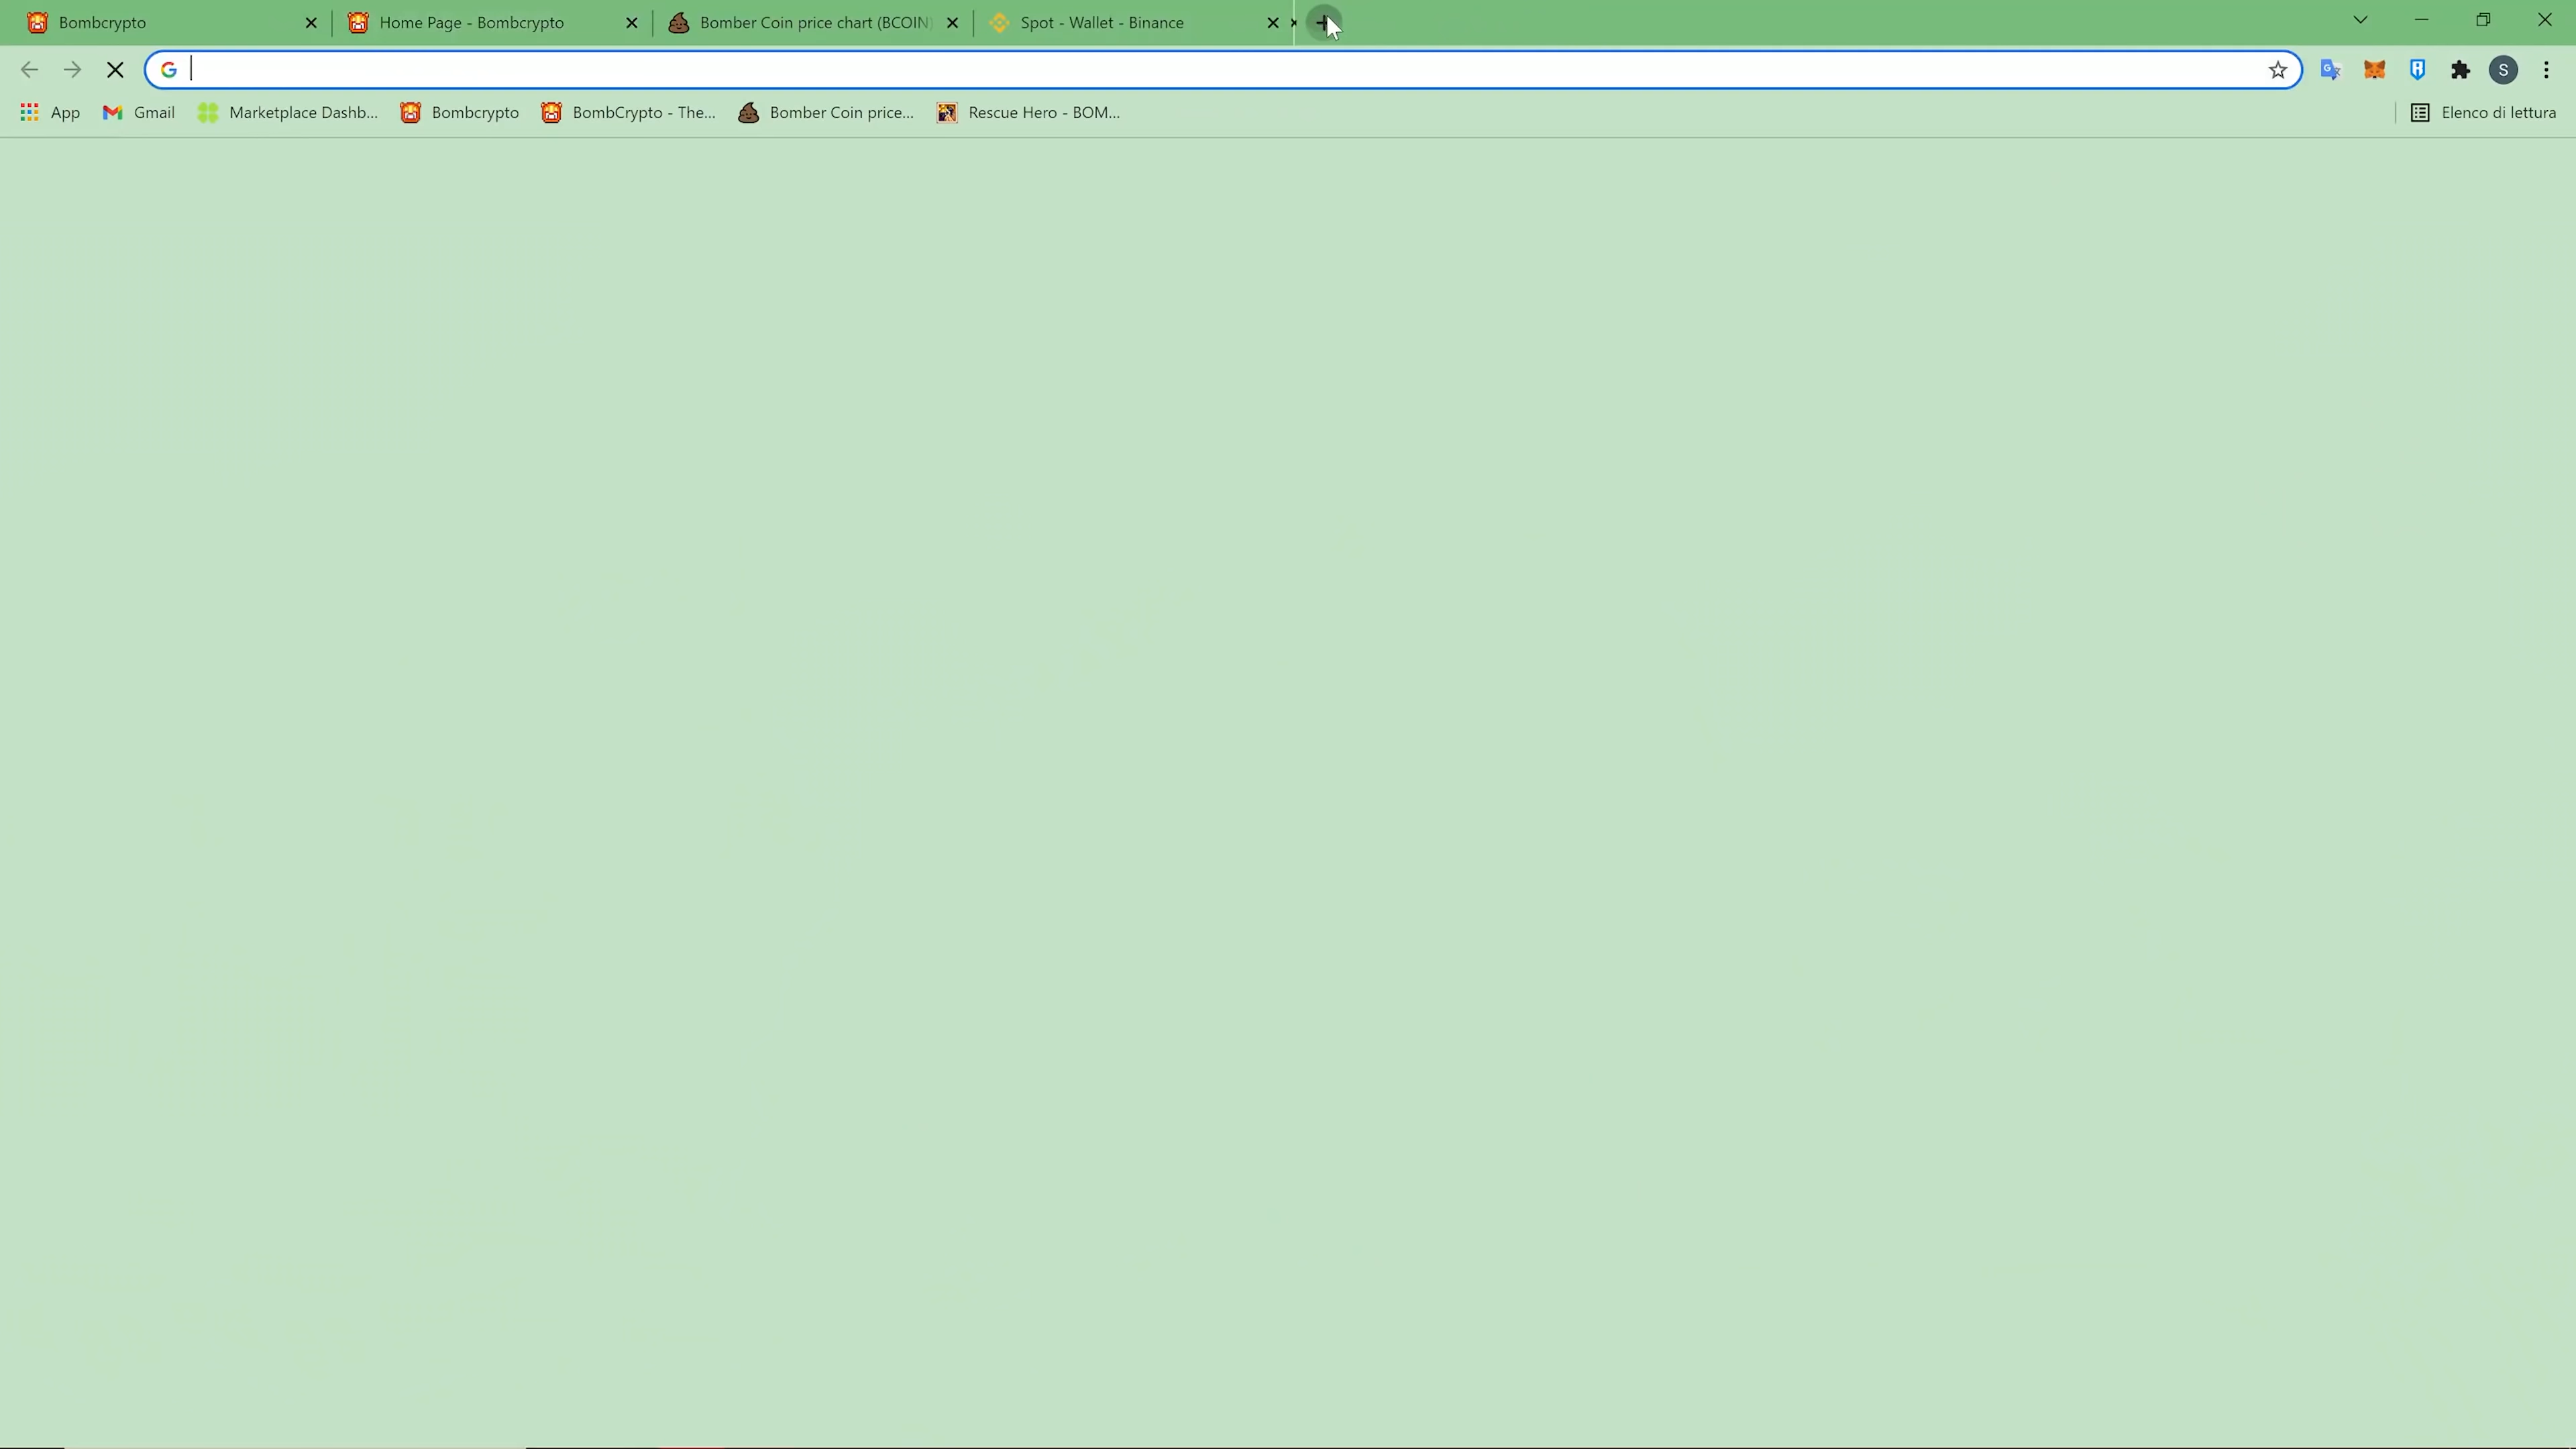 Bombcrypto
Home Page - Bombcrypto
Bomber Coin price chart (BCOIN)
Spot - Wallet - Binance
App
Gmail
Marketplace Dashb...
Bombcrypto
BombCrypto - The...
Bomber Coin price...
Rescue Hero - BOM...
Elenco di lettura
S